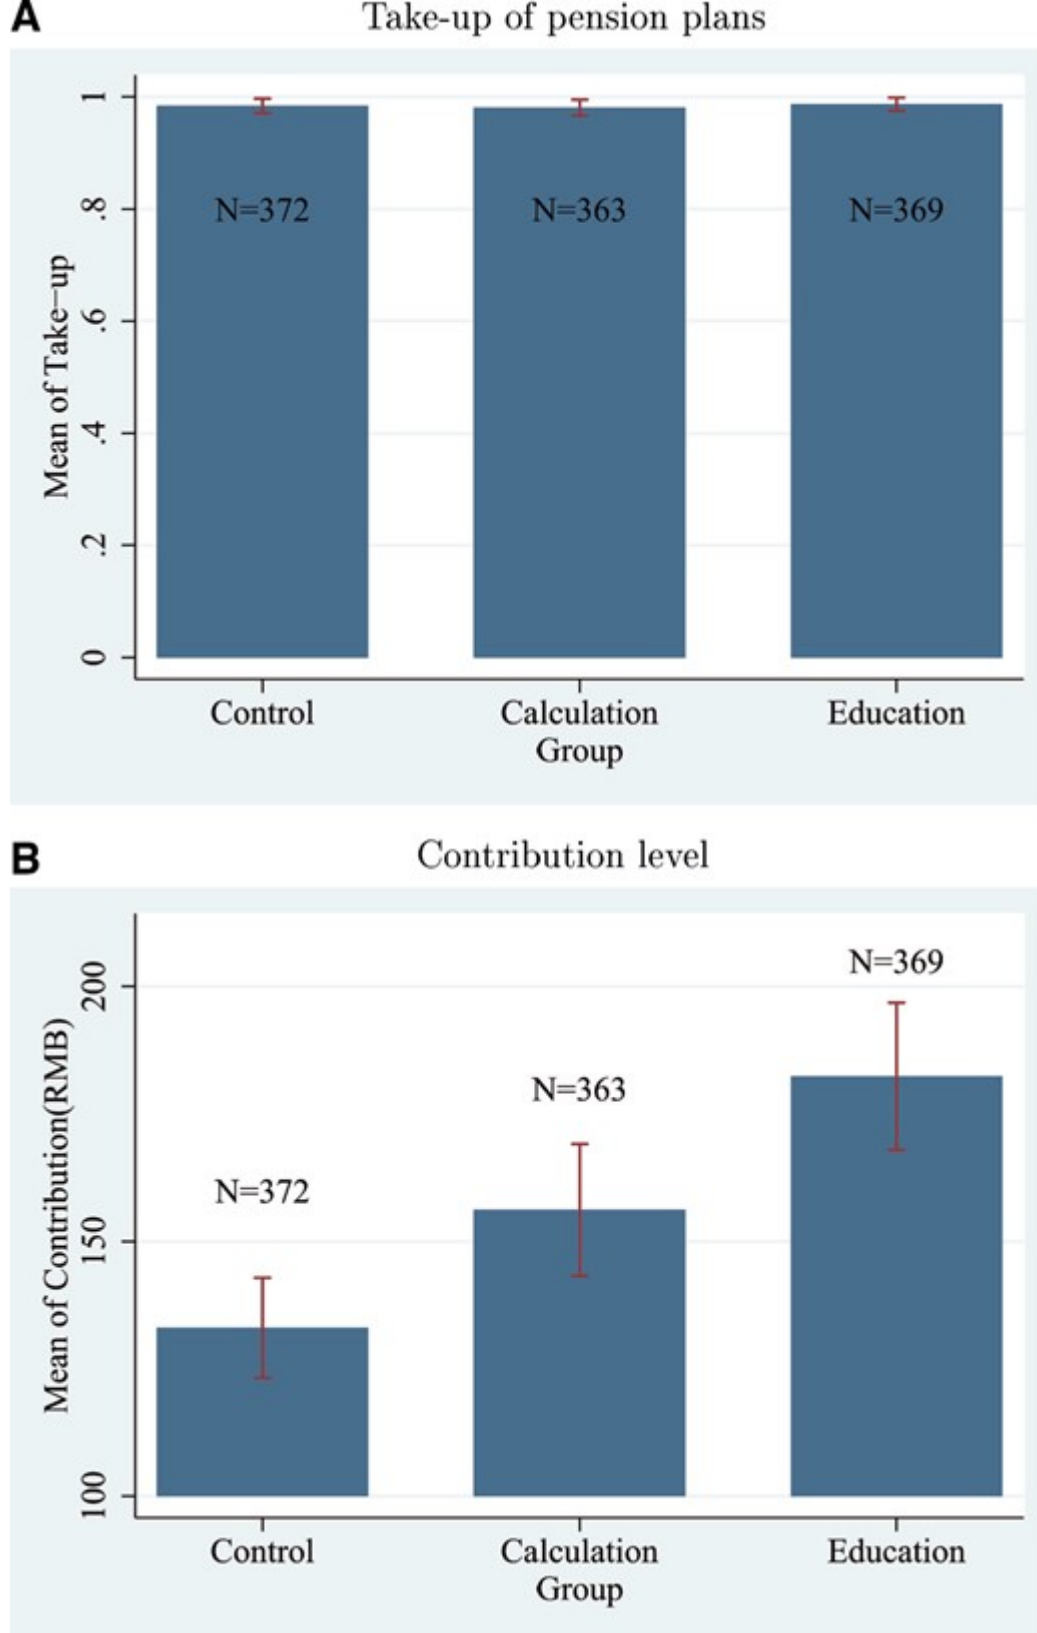 A
Take-up of pension plans
Mean of Take-up
1
.8
.6
.4
.2
0
N=372
N=363
N=369
Control
Calculation
Education
Group
B
Contribution level
Mean of Contribution(RMB)
200
150
100
N=372
N=363
N=369
Control
Calculation
Education
Group